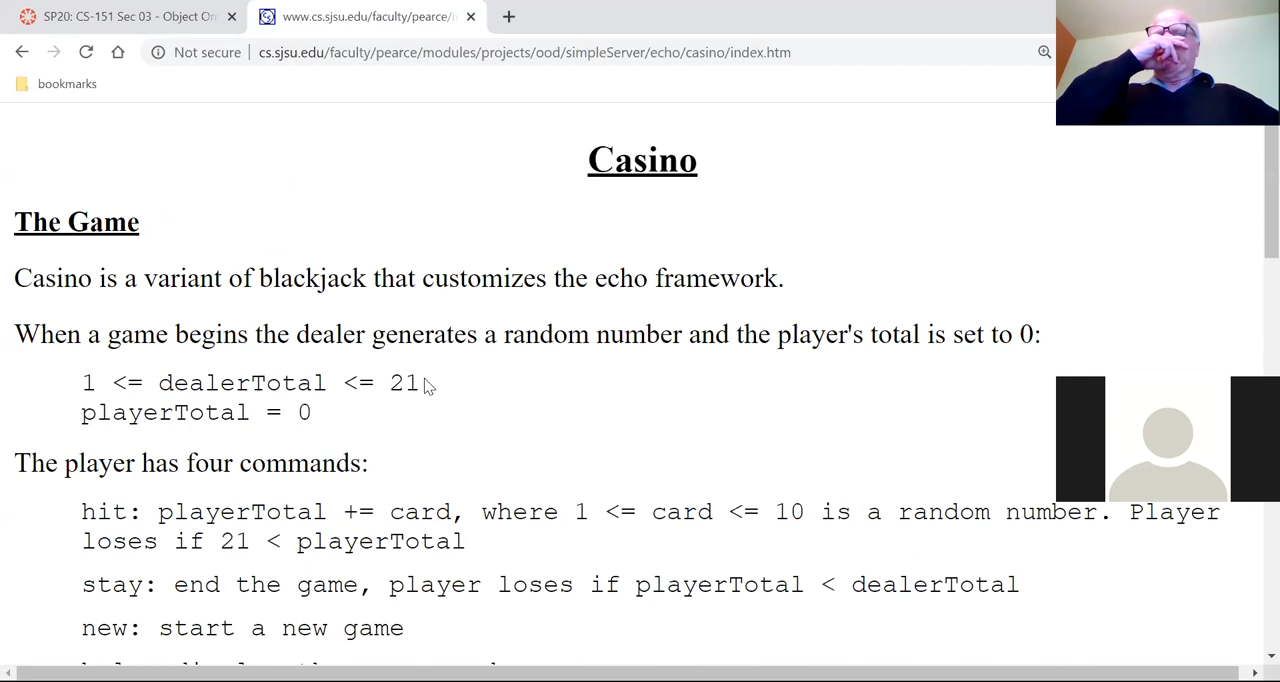 SP20: CS-151 Sec 03 - Object Or
www.cs.sjsu.edu/faculty/pearce/
Not secure | cs.sjsu.edu/faculty/pearce/modules/projects/ood/simpleServer/echo/casino/index.htm
bookmarks
Casino
The Game
Casino is a variant of blackjack that customizes the echo framework.
When a game begins the dealer generates a random number and the player's total is set to 0:
1 <= dealerTotal <= 21
playerTotal = 0
The player has four commands:
hit: playerTotal += card, where 1 <= card <= 10 is a random number. Player
loses if 21 < playerTotal
stay: end the game, player loses if playerTotal < dealerTotal
new: start a new game